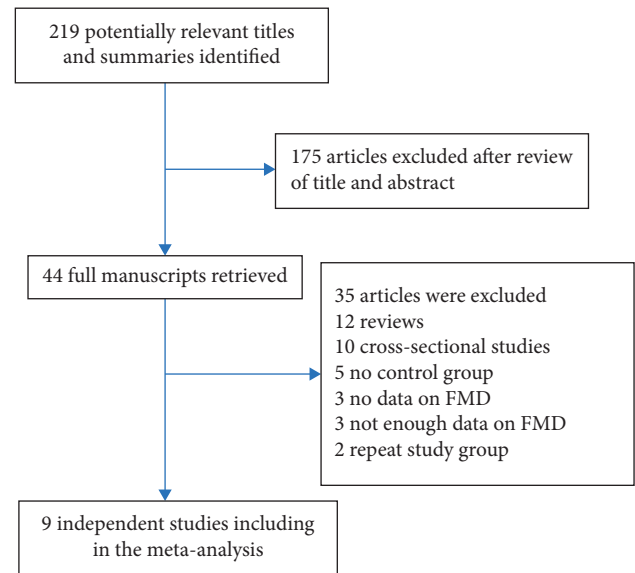 219 potentially relevant titles
and summaries identified
175 articles excluded after review
of title and abstract
44 full manuscripts retrieved
35 articles were excluded
12 reviews
10 cross-sectional studies
5 no control group
3 no data on FMD
3 not enough data on FMD
2 repeat study group
9 independent studies including
in the meta-analysis